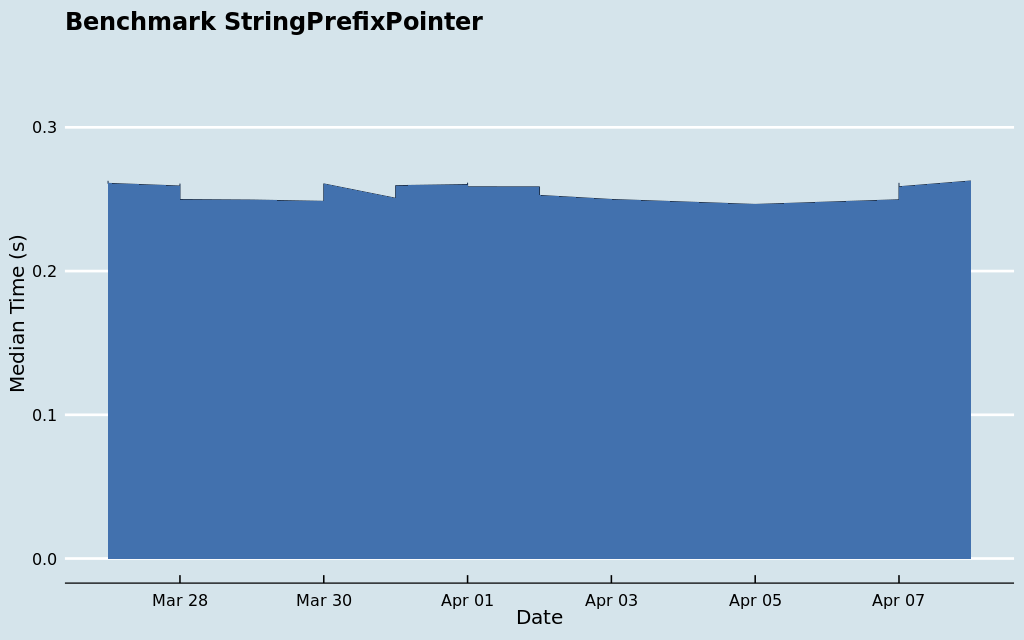 Benchmark StringPrefixPointer
0.3
0.2
0.1
0.0
Median Time (s)
Mar 28
Mar 30
Apr 01
Apr 03
Apr 05
Apr 07
Date